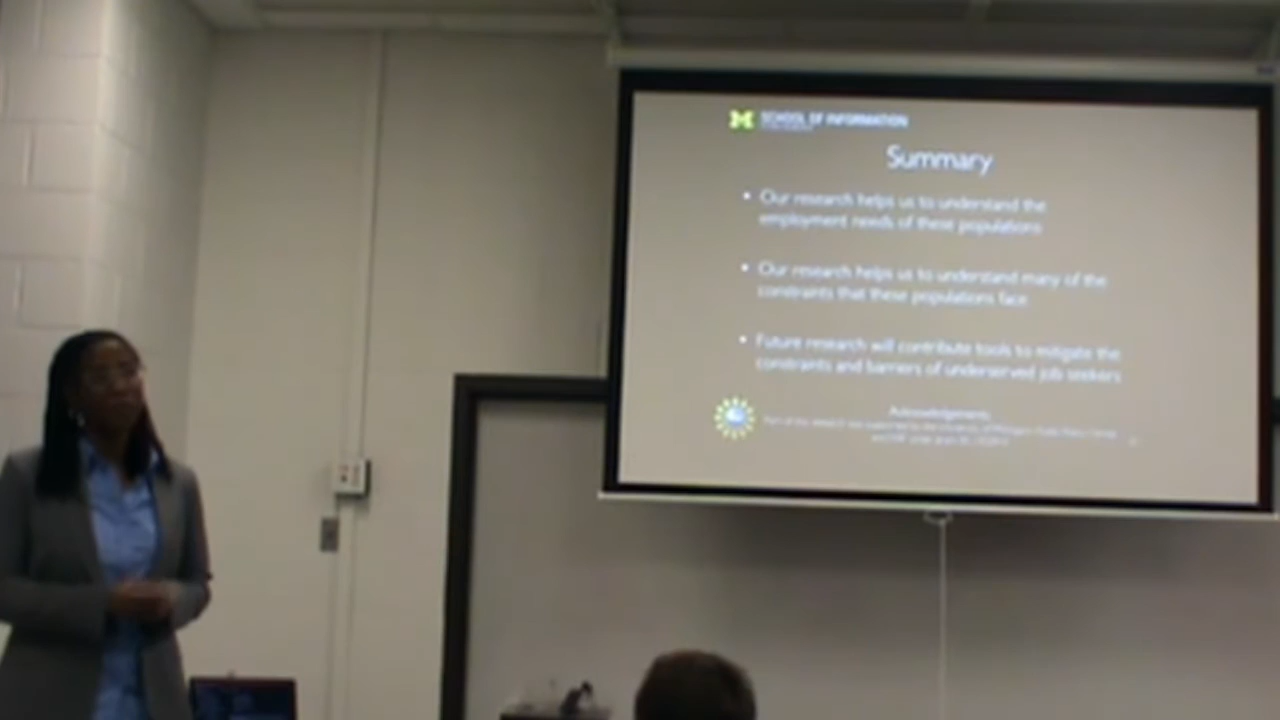 SCHOOL OF INFORMATION
Summary
• Our research helps us to understand the
employment needs of these populations
• Our research helps us to understand many of the
constraints that these populations face
• Future research will contribute tools to mitigate the
constraints and barriers of underserved job seekers
Acknowledgements